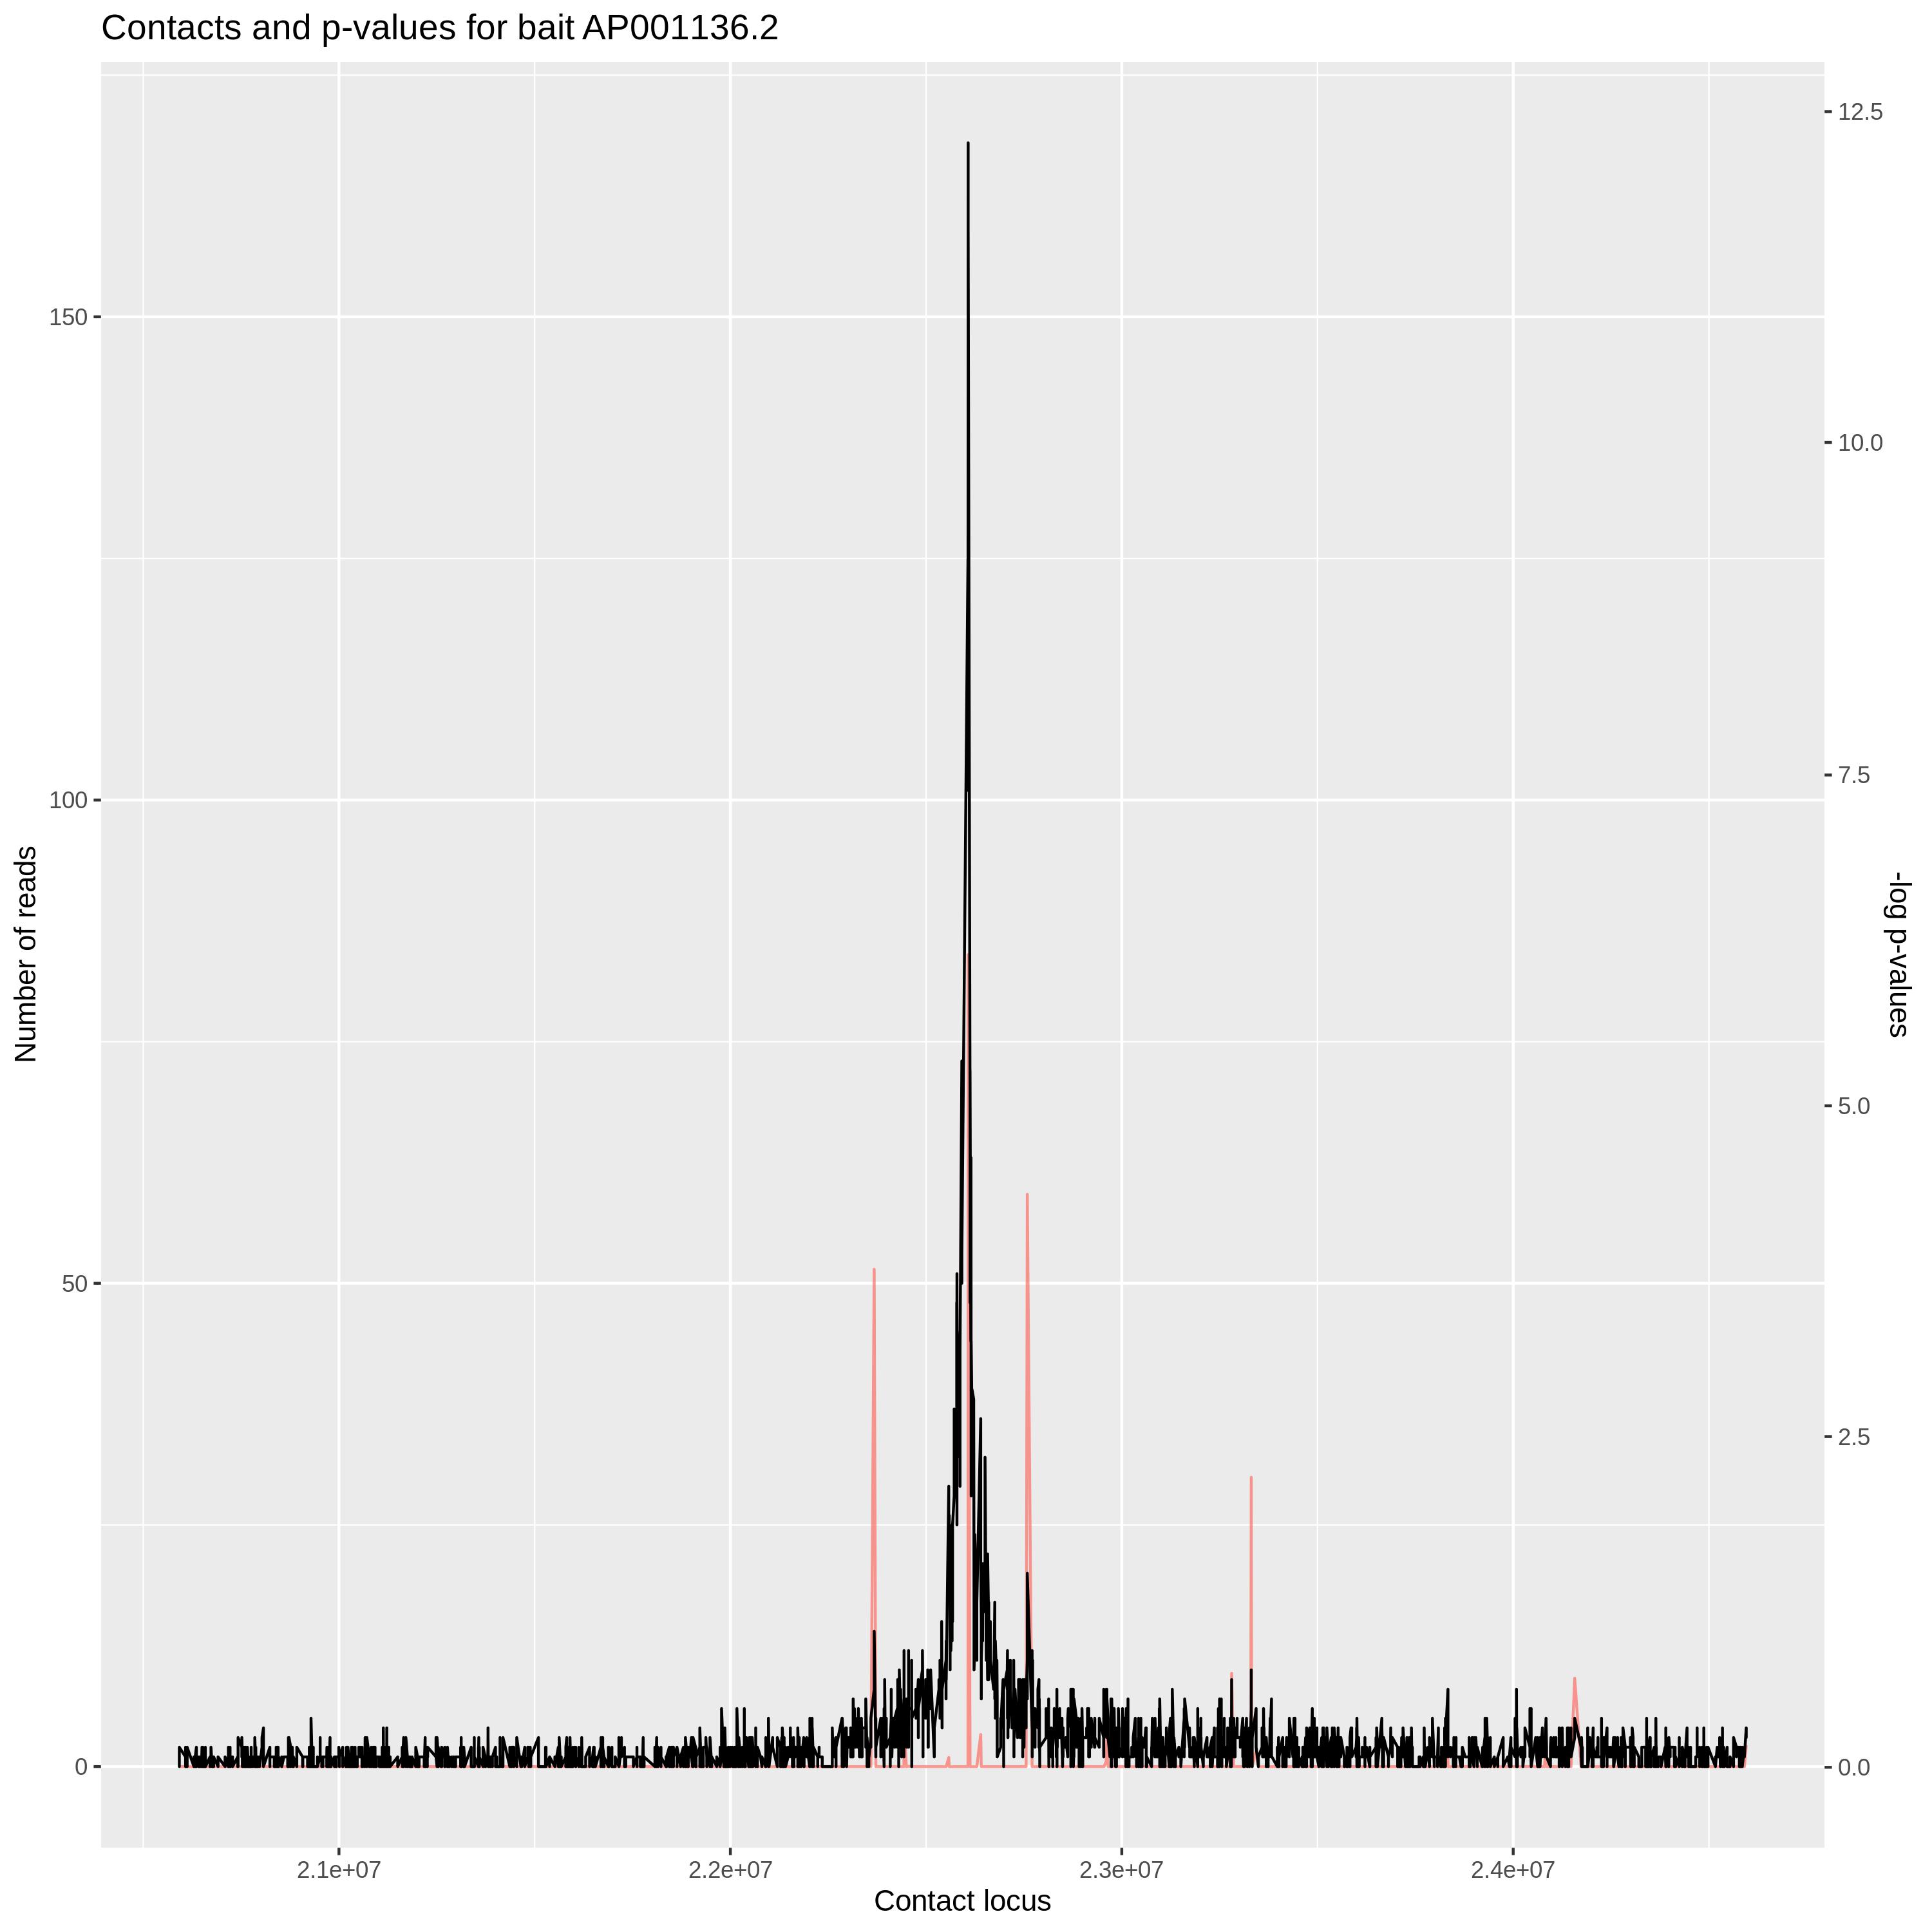 Contacts and p-values for bait AP001136.2
Number of reads
150
100
50
0
12.5
10.0
7.5
5.0
2.5
0.0
-log p-values
2.1e+07
2.2e+07
2.3e+07
2.4e+07
Contact locus